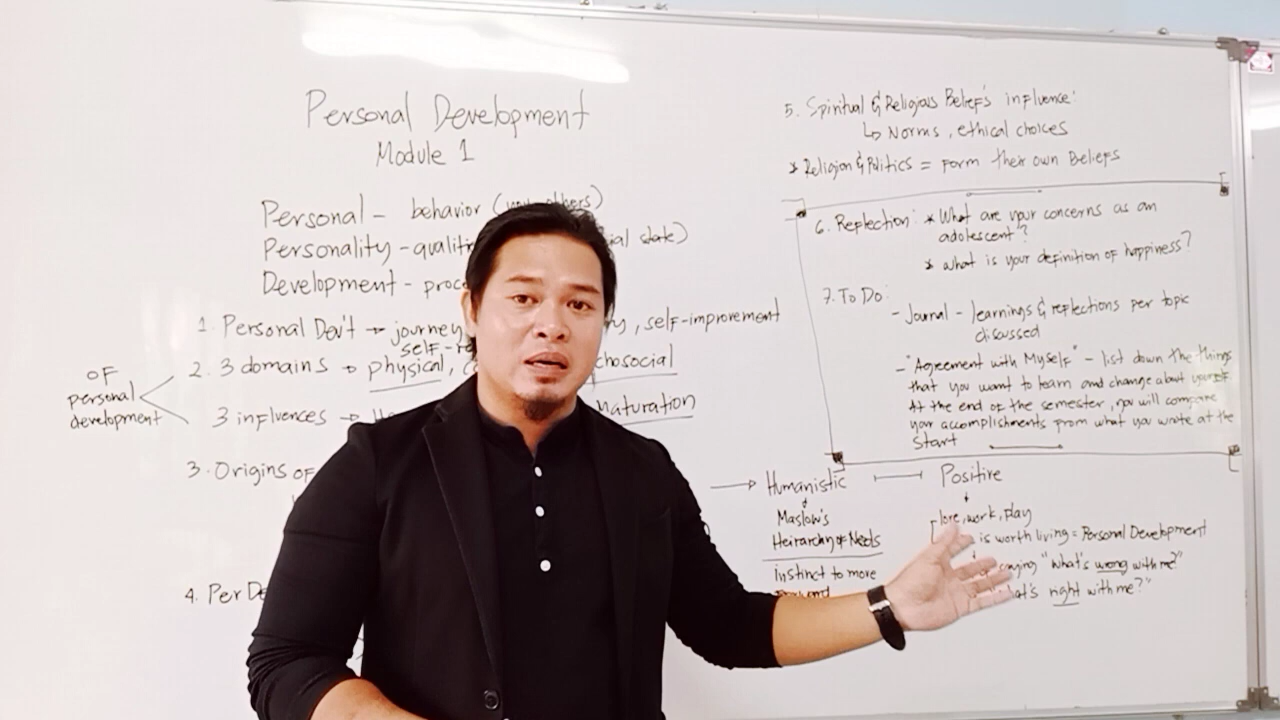 Personal Development
Module 1
Personal - behavior (you, others)
Personality - qualiti ial state)
Development - proce
1. Personal Dev't → journey y, self-improvement
self-re
2. 3 domains → physical, chosocial
OF
personal
development
3 influences → He Maturation
3. Origins of
4. Per De
5. Spiritual & Religious Beliefs influence:
↳ Norms, ethical choices
* Religion & Politics = form their own Beliefs
6. Reflection: * What are your concerns as an
adolescent?
* what is your definition of happiness?
7. To Do:
- Journal - learnings & reflections per topic
discussed
- "Agreement with Myself" - list down the things
that you want to learn and change about yourself
At the end of the semester, you will compare
your accomplishments from what you wrote at the
start
→ Humanistic — Positive
Maslow's
Heirarchy of Needs
instinct to move
love, work, play
is worth living = Personal Development
saying "what's wrong with me?"
hat's right with me?"